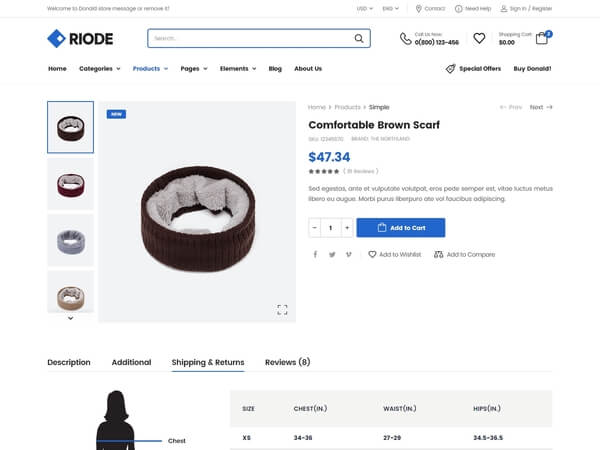 Welcome to Donald store message or remove it!
USD ENG Contact Need Help Sign in / Register
RIODE
Search...
Call Us Now:
0(800) 123-456
Shopping Cart:
$0.00
2
Home Categories Products Pages Elements Blog About Us Special Offers Buy Donald!
NEW
Home > Products > Simple
Prev Next
Comfortable Brown Scarf
SKU: 12345670 BRAND: THE NORTHLAND
$47.34
Sed egestas, ante et vulputate volutpat, eros pede semper est, vitae luctus metus
libero eu augue. Morbi purus liberpuro ate vol faucibus adipiscing.
- 1 +
Add to Cart
Add to Wishlist Add to Compare
Description Additional Shipping & Returns Reviews (8)
Chest
SIZE CHEST(IN.) WAIST(IN.) HIPS(IN.)
XS 34-36 27-29 34.5-36.5